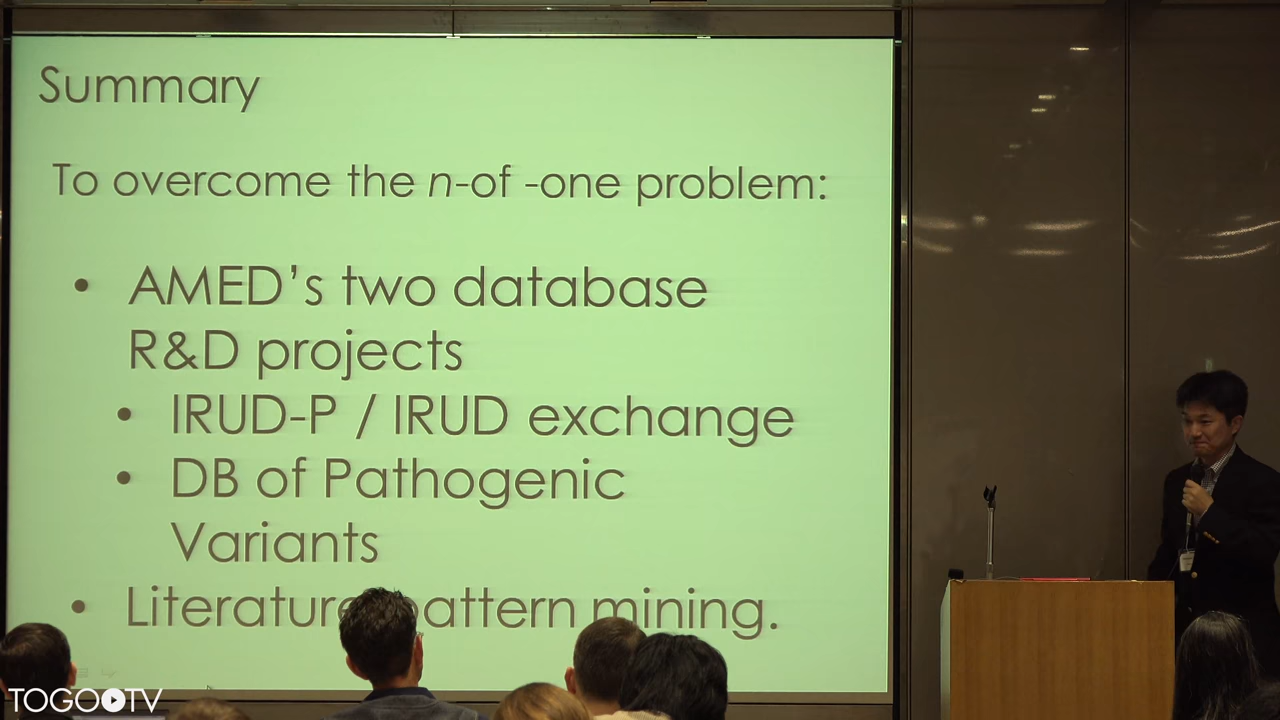 Summary
To overcome the n-of -one problem:
• AMED’s two database
R&D projects
• IRUD-P / IRUD exchange
• DB of Pathogenic
Variants
• Literature pattern mining.
TOGOTV